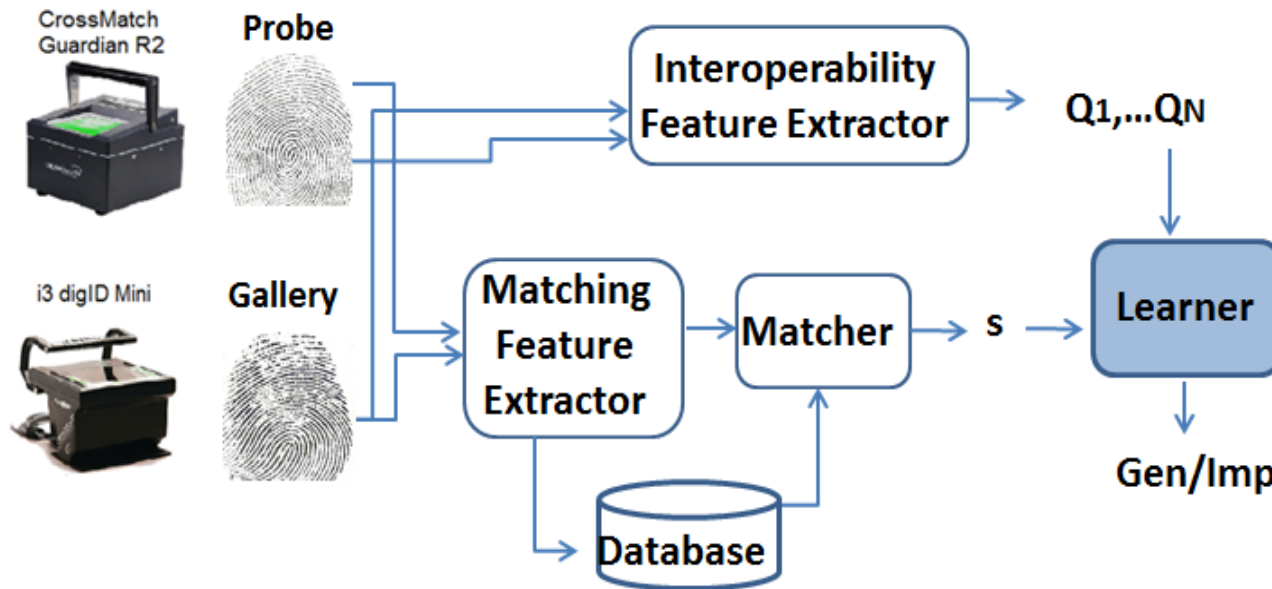 CrossMatch
Guardian R2
Probe
Interoperability
Feature Extractor
Q1,...QN
i3 digID Mini
Gallery
Matching
Feature
Extractor
Matcher
s
Learner
Gen/Imp
Database